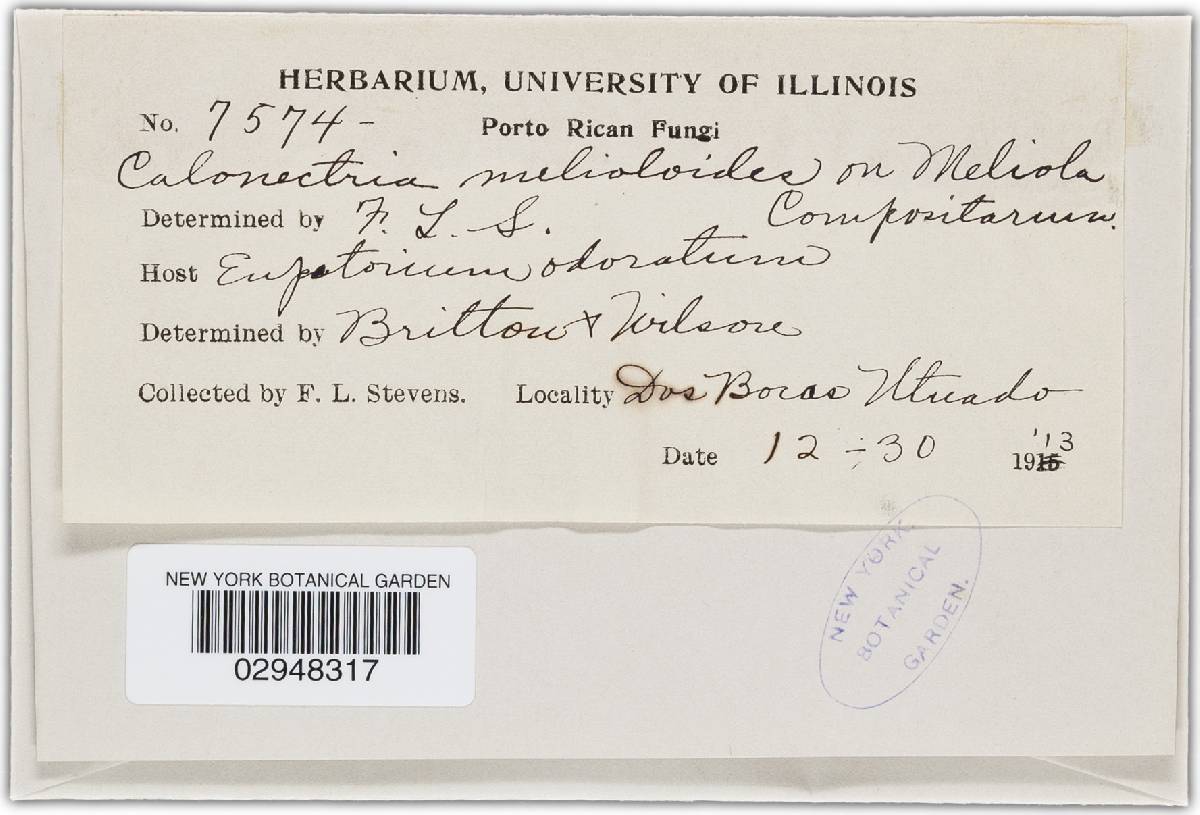 HERBARIUM, UNIVERSITY OF ILLINOIS
No. 7574- Porto Rican Fungi
Calonectria melioloides on Meliola
Compositarum.
Determined by F. L. S.
Host Eupatorium odoratum
Determined by Britton & Wilson
Collected by F. L. Stevens. Locality Dos Bocas Utuado
Date 12-30 1915 '13
NEW YORK BOTANICAL GARDEN
02948317
NEW YORK
BOTANICAL
GARDEN.